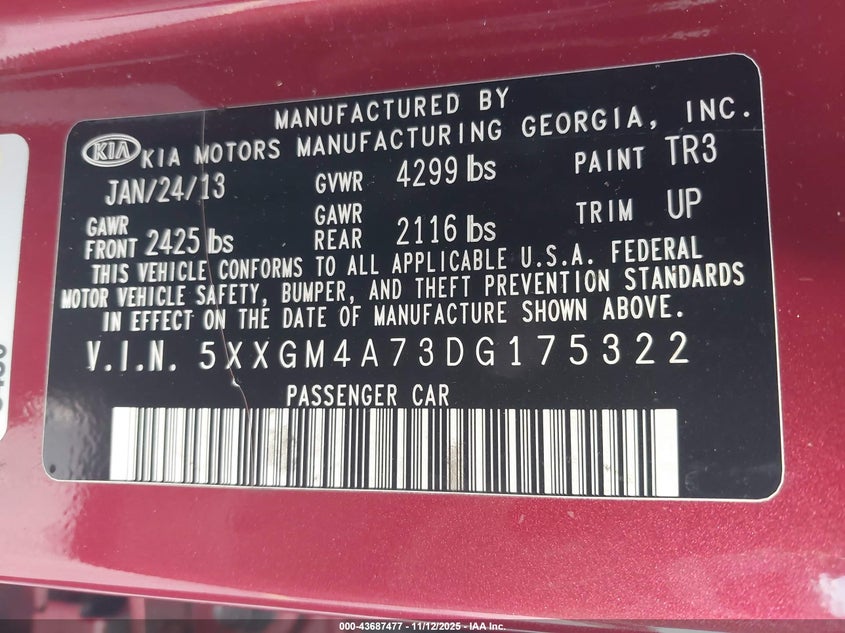 MANUFACTURED BY
KIA KIA MOTORS MANUFACTURING GEORGIA, INC.
JAN/24/13 GVWR 4299 lbs PAINT TR3
GAWR FRONT 2425 lbs GAWR REAR 2116 lbs TRIM UP
THIS VEHICLE CONFORMS TO ALL APPLICABLE U.S.A. FEDERAL
MOTOR VEHICLE SAFETY, BUMPER, AND THEFT PREVENTION STANDARDS
IN EFFECT ON THE DATE OF MANUFACTURE SHOWN ABOVE.
V.I.N. 5XXGM4A73DG175322
PASSENGER CAR
000-43687477 - 11/12/2025 - IAA Inc.